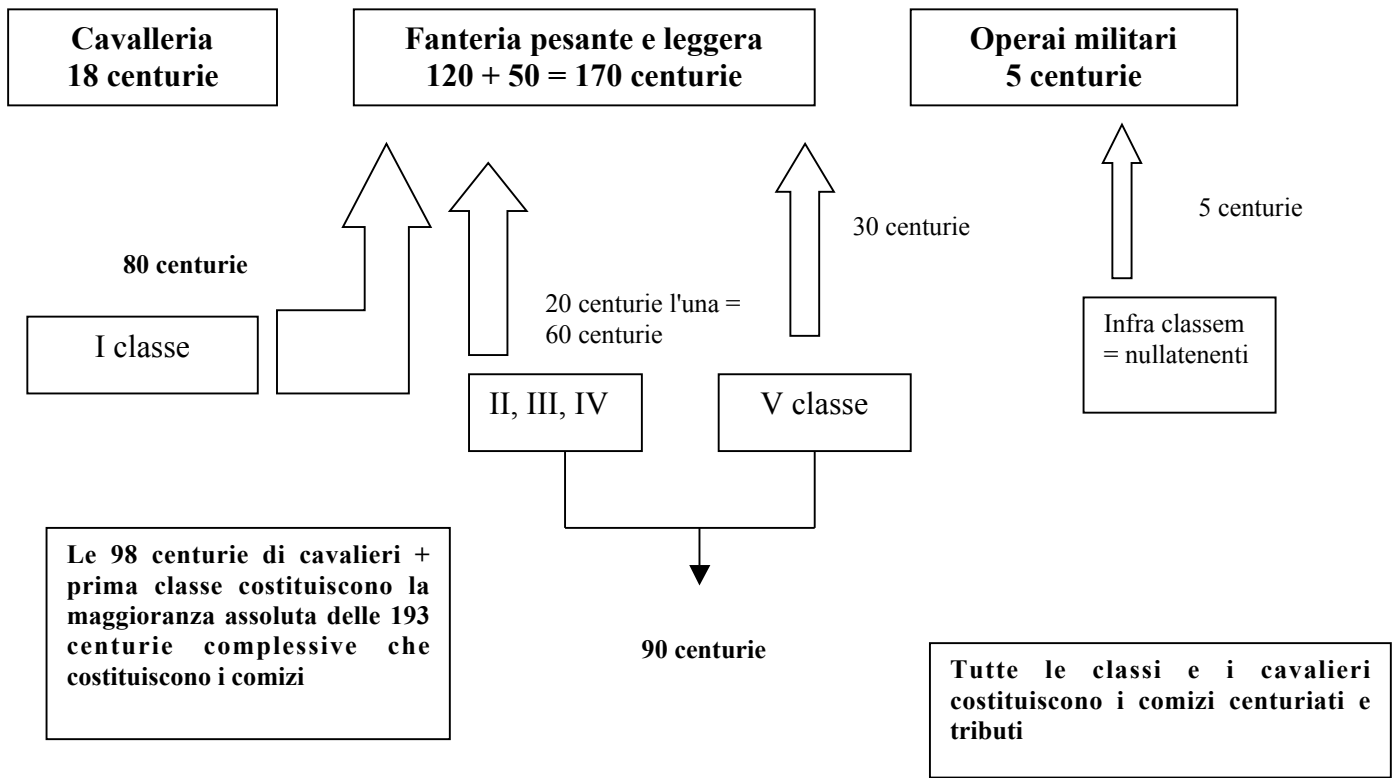 Cavalleria
18 centurie
Fanteria pesante e leggera
120 + 50 = 170 centurie
Operai militari
5 centurie
80 centurie
30 centurie
5 centurie
20 centurie l'una =
60 centurie
I classe
Infra classem
= nullatenenti
II, III, IV
V classe
Le 98 centurie di cavalieri +
prima classe costituiscono la
maggioranza assoluta delle 193
centurie complessive che
costituiscono i comizi
90 centurie
Tutte le classi e i cavalieri
costituiscono i comizi centuriati e
tributi